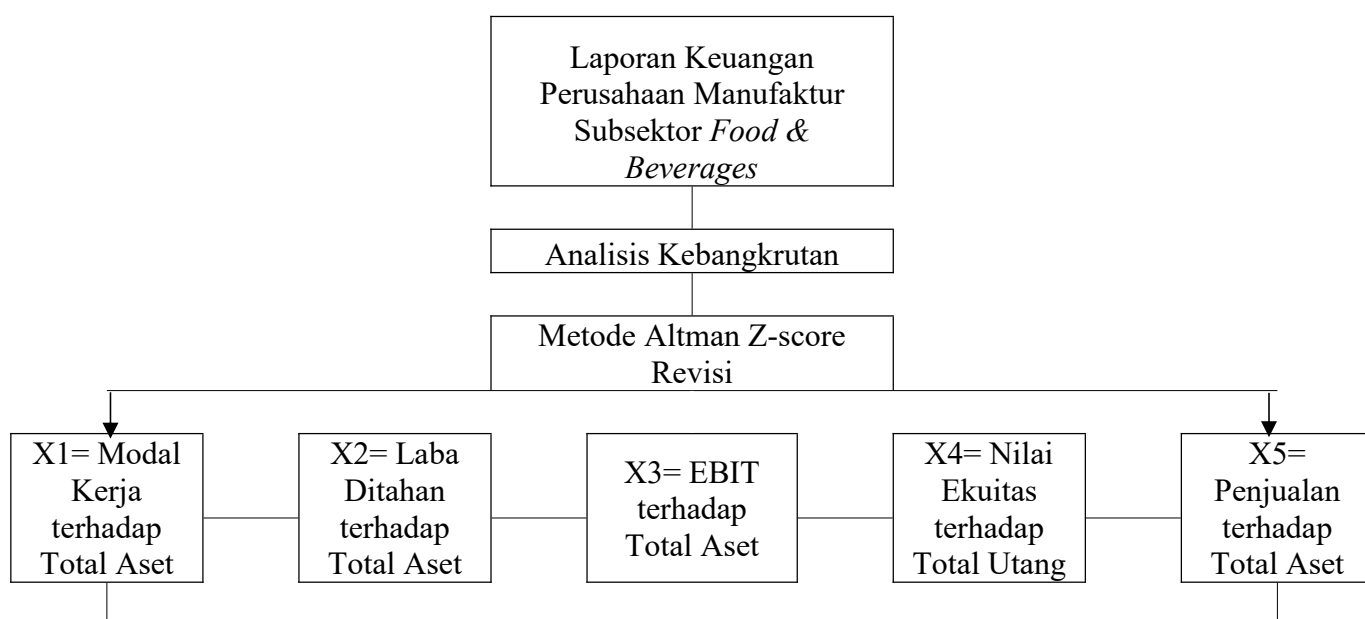 Laporan Keuangan
Perusahaan Manufaktur
Subsektor Food &
Beverages
Analisis Kebangkrutan
Metode Altman Z-score
Revisi
X1= Modal
Kerja
terhadap
Total Aset
X2= Laba
Ditahan
terhadap
Total Aset
X3= EBIT
terhadap
Total Aset
X4= Nilai
Ekuitas
terhadap
Total Utang
X5=
Penjualan
terhadap
Total Aset